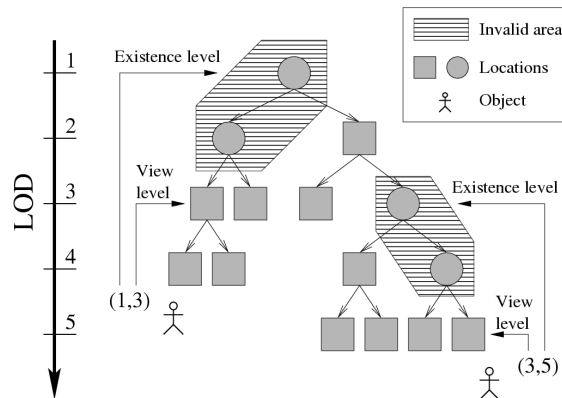 Invalid area
Locations
Object
LOD
1
2
3
4
5
Existence level
View
level
(1,3)
Existence level
View
level
(3,5)